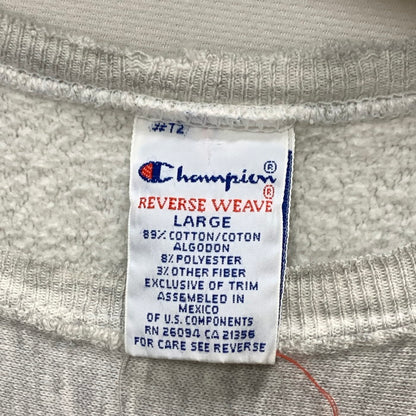 #T2
Champion®
REVERSE WEAVE®
LARGE
89% COTTON/COTON
ALGODON
8% POLYESTER
3% OTHER FIBER
EXCLUSIVE OF TRIM
ASSEMBLED IN
MEXICO
OF U.S. COMPONENTS
RN 26094 CA 21356
FOR CARE SEE REVERSE